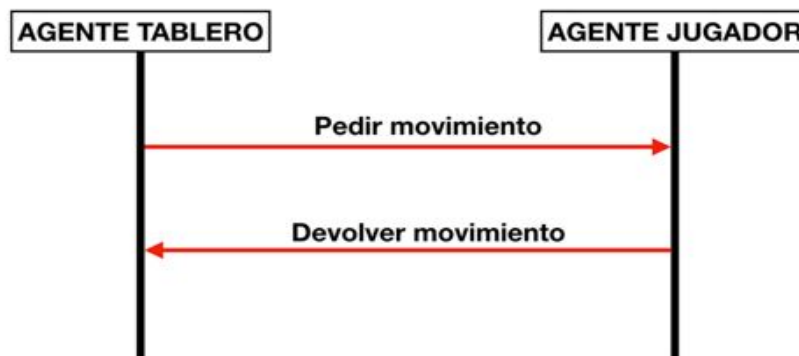 AGENTE TABLERO
AGENTE JUGADOR
Pedir movimiento
Devolver movimiento